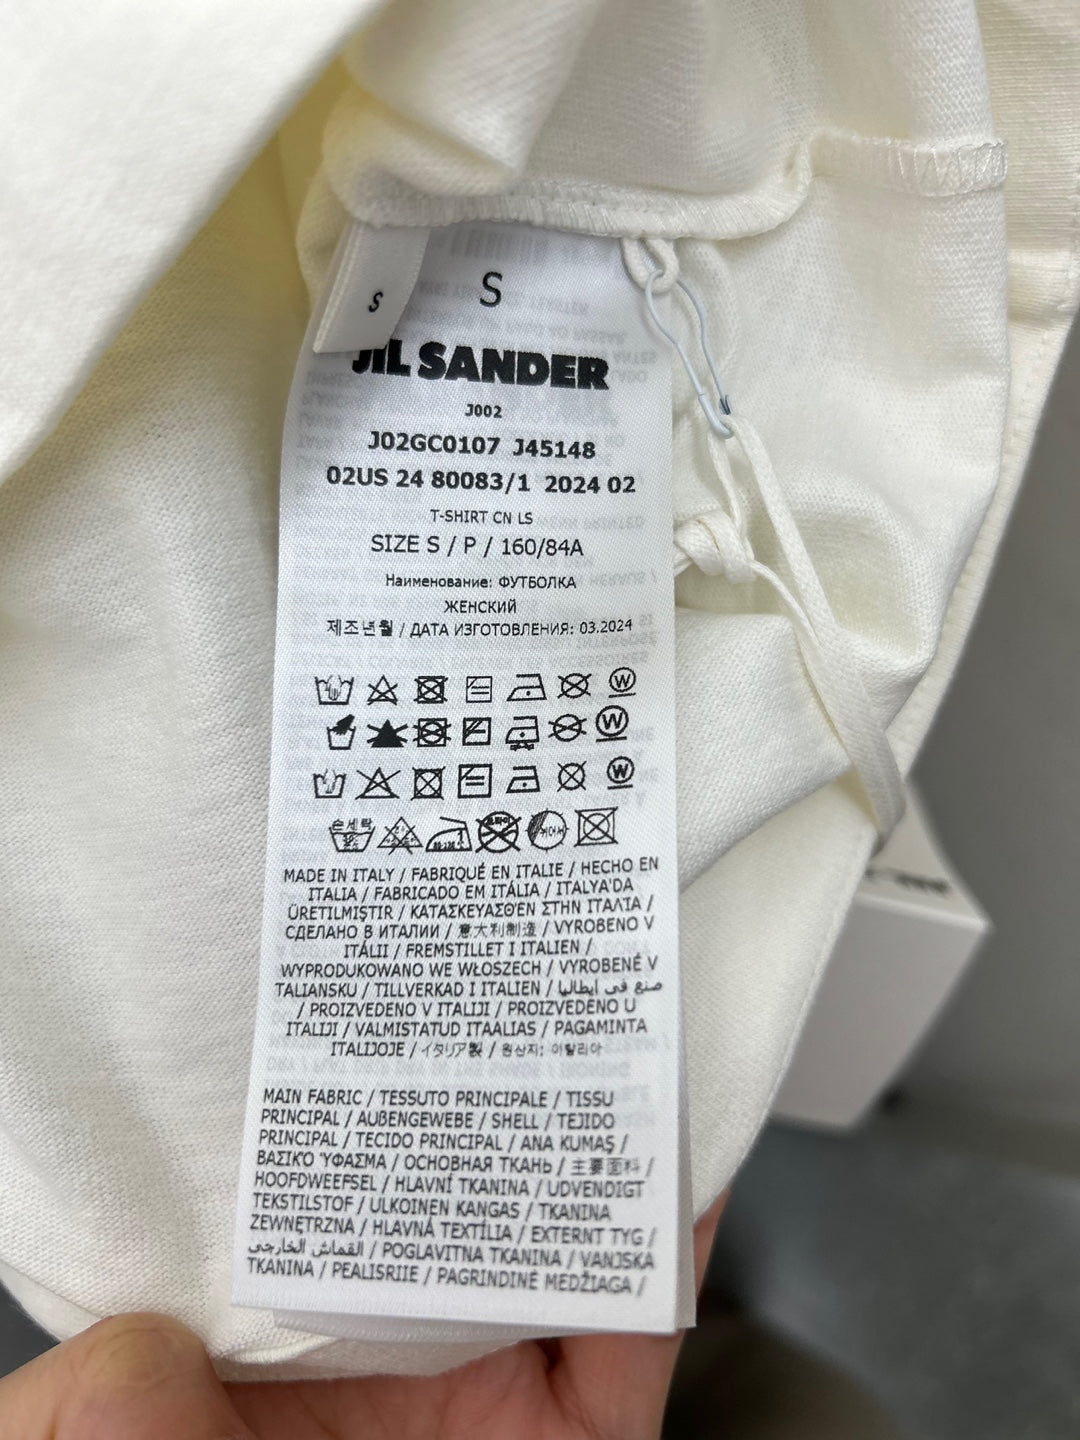 S
S
JIL SANDER
J002
J02GC0107 J45148
02US 24 80083/1 2024 02
T-SHIRT CN LS
SIZE S / P / 160/84A
Наименование: ФУТБОЛКА
ЖЕНСКИЙ
제조년월 / ДАТА ИЗГОТОВЛЕНИЯ: 03.2024
W
W
W
손세탁
MADE IN ITALY / FABRIQUÉ EN ITALIE / HECHO EN
ITALIA / FABRICADO EM ITÁLIA / ITALYA'DA
ÜRETILMIŞTIR / ΚΑΤΑΣΚΕΥΑΣΘΈΝ ΣΤΗΝ ΙΤΑΛΊΑ /
СДЕЛАНО В ИТАЛИИ / 意大利制造 / VYROBENO V
ITÁLII / FREMSTILLET I ITALIEN /
WYPRODUKOWANO WE WŁOSZECH / VYROBENÉ V
TALIANSKU / TILLVERKAD I ITALIEN / صنع في ايطاليا
/ PROIZVEDENO V ITALIJI / PROIZVEDENO U
ITALIJI / VALMISTATUD ITAALIAS / PAGAMINTA
ITALIJOJE / イタリア製 / 원산지: 이탈리아
MAIN FABRIC / TESSUTO PRINCIPALE / TISSU
PRINCIPAL / AUßENGEWEBE / SHELL / TEJIDO
PRINCIPAL / TECIDO PRINCIPAL / ANA KUMAŞ /
ΒΑΣΙΚΌ ΎΦΑΣΜΑ / ОСНОВНАЯ ТКАНЬ / 主要面料 /
HOOFDWEEFSEL / HLAVNÍ TKANINA / UDVENDIGT
TEKSTILSTOF / ULKOINEN KANGAS / TKANINA
ZEWNĘTRZNA / HLAVNÁ TEXTÍLIA / EXTERNT TYG /
القماش الخارجي / POGLAVITNA TKANINA / VANJSKA
TKANINA / PEALISRIIE / PAGRINDINĖ MEDŽIAGA /